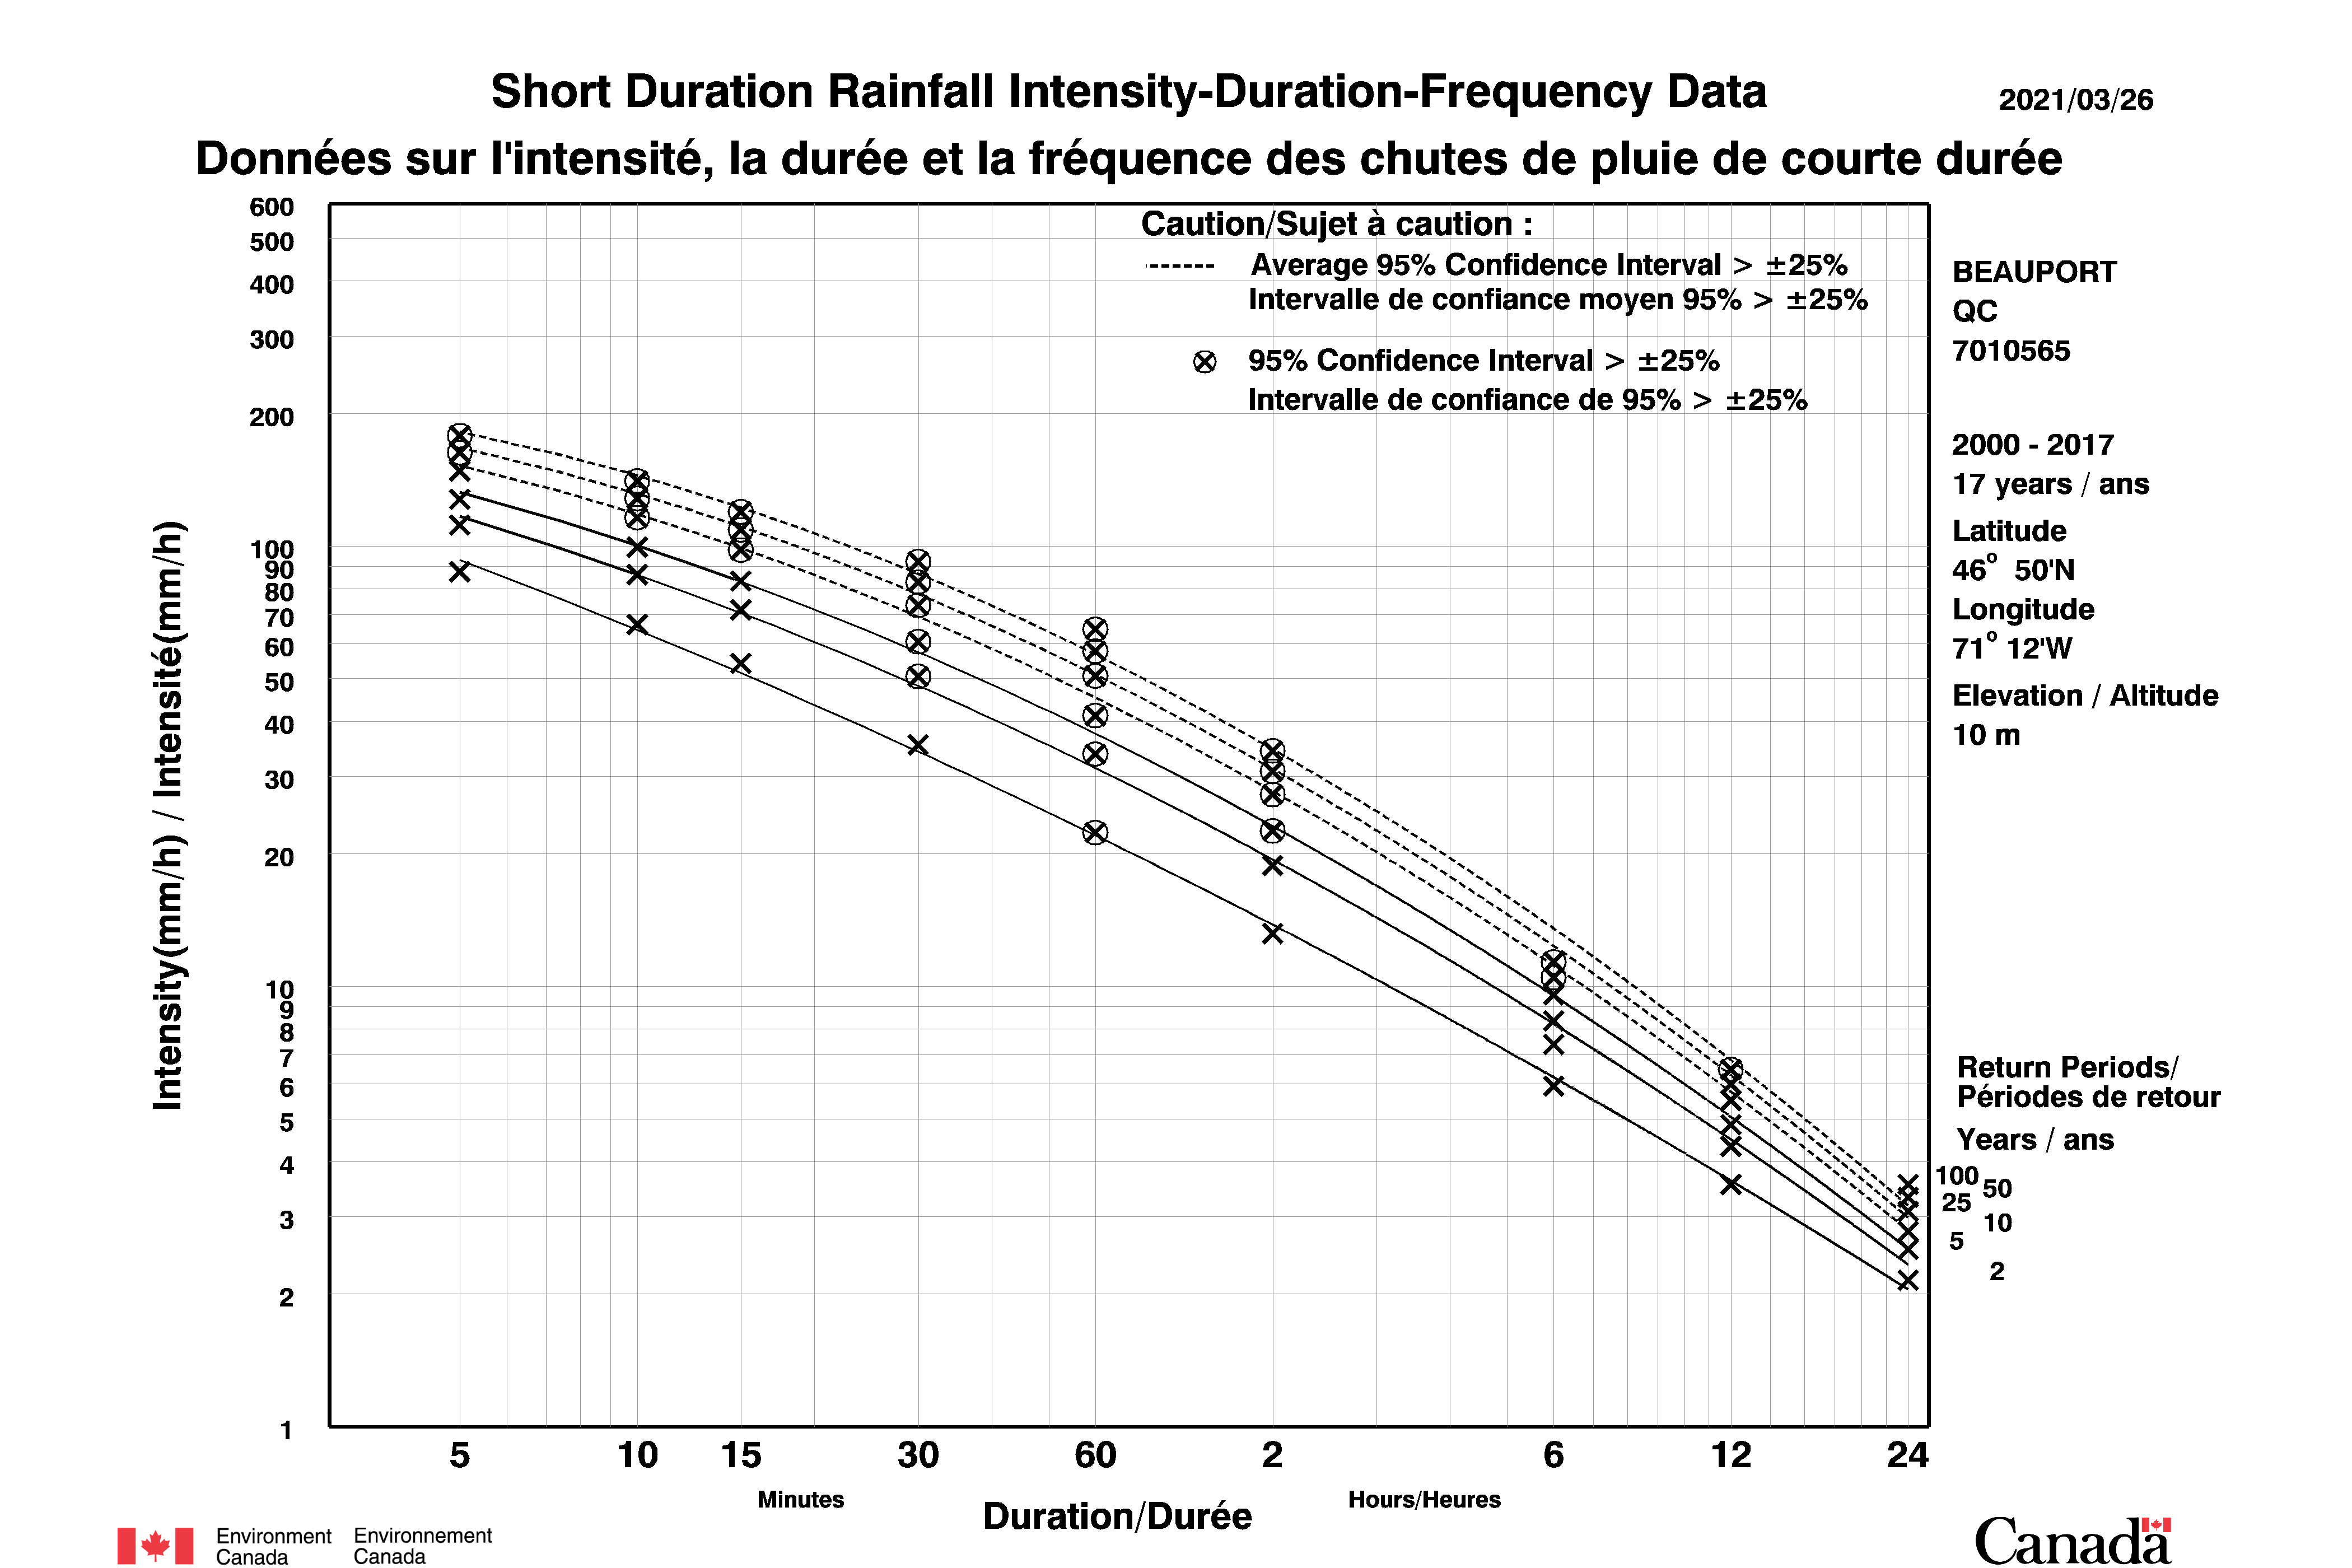 Short Duration Rainfall Intensity-Duration-Frequency Data
2021/03/26
Données sur l'intensité, la durée et la fréquence des chutes de pluie de courte durée
Caution/Sujet à caution :
Average 95% Confidence Interval > ±25%
Intervalle de confiance moyen 95% > ±25%
95% Confidence Interval > ±25%
Intervalle de confiance de 95% > ±25%
BEAUPORT
QC
7010565
2000 - 2017
17 years / ans
Latitude
46° 50'N
Longitude
71° 12'W
Elevation / Altitude
10 m
Return Periods/
Périodes de retour
Years / ans
100
50
25
10
5
2
Intensity(mm/h) / Intensité(mm/h)
600
500
400
300
200
100
90
80
70
60
50
40
30
20
10
9
8
7
6
5
4
3
2
1
5 10 15 30 60 2 6 12 24
Minutes
Hours/Heures
Duration/Durée
Environment
Canada
Environnement
Canada
Canada